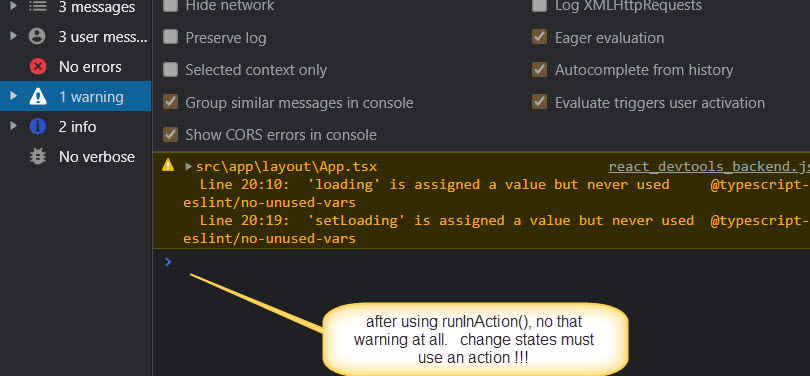 3 messages
3 user mess...
No errors
1 warning
2 info
No verbose
Hide network
Log XMLHttpRequests
Preserve log
Eager evaluation
Selected context only
Autocomplete from history
Group similar messages in console
Evaluate triggers user activation
Show CORS errors in console
src\app\layout\App.tsx react_devtools_backend.js
Line 20:10: 'loading' is assigned a value but never used @typescript-
eslint/no-unused-vars
Line 20:19: 'setLoading' is assigned a value but never used @typescript-
eslint/no-unused-vars
after using runInAction(), no that
warning at all. change states must
use an action !!!